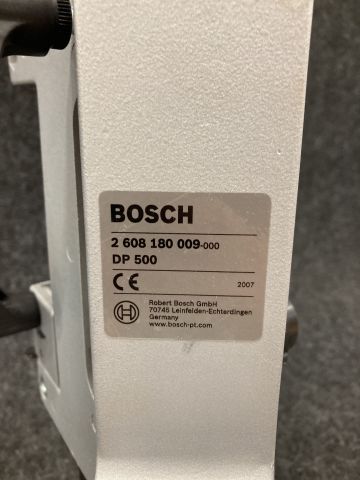 BOSCH
2 608 180 009-000
DP 500
CE 2007
Robert Bosch GmbH
70745 Leinfelden-Echterdingen
Germany
www.bosch-pt.com